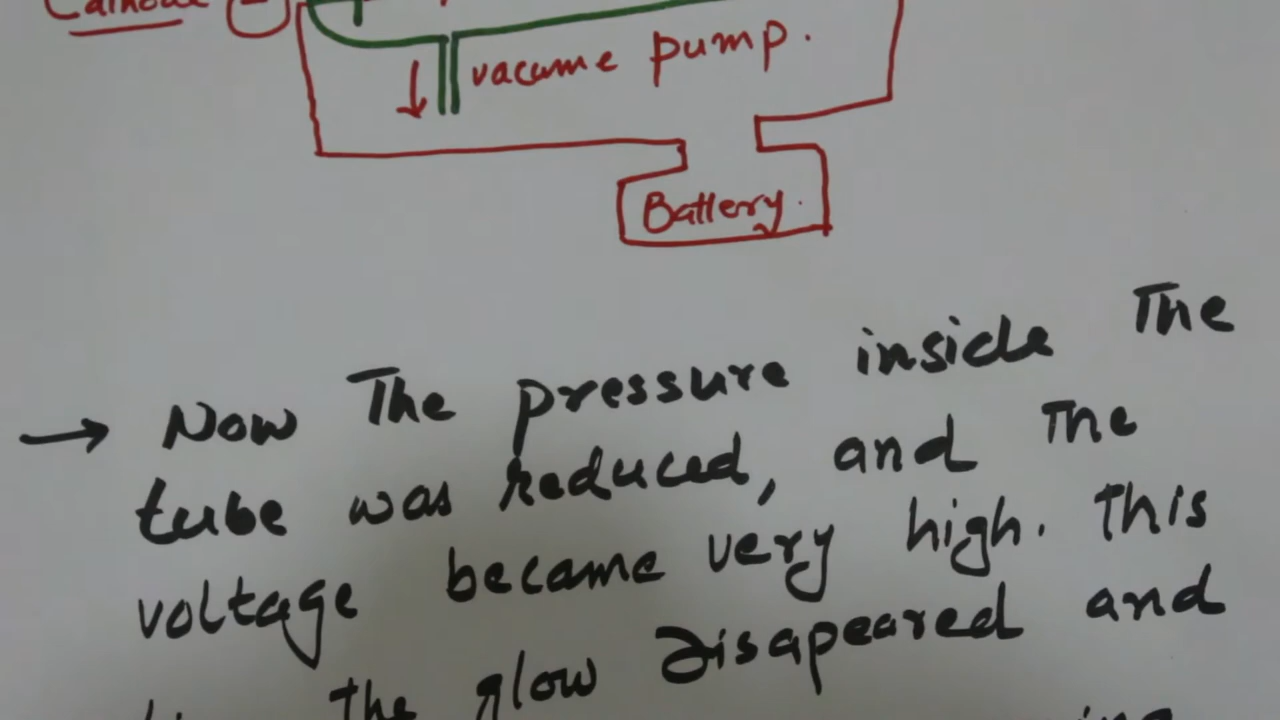 Cathode
vacume pump.
Battery.
→ Now The pressure inside The
tube was reduced, and The
voltage became very high. This
the glow Disapeared and